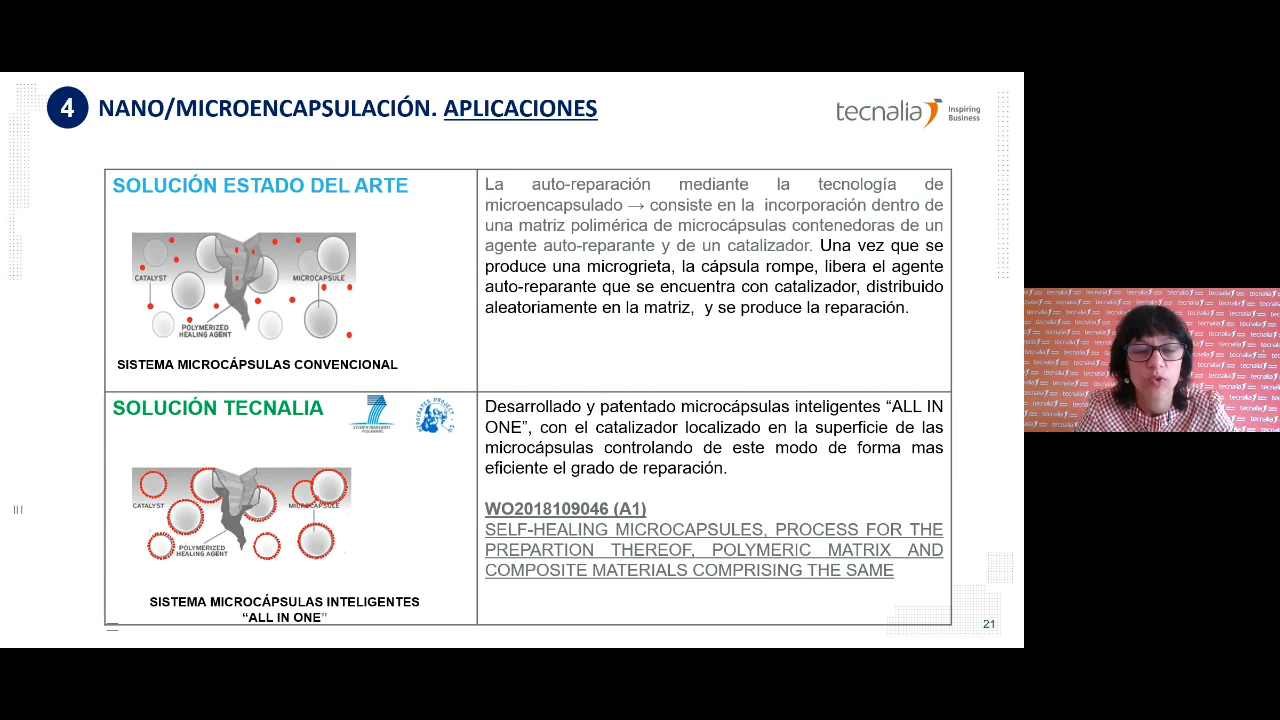 4 NANO/MICROENCAPSULACIÓN. APLICACIONES
tecnalia Inspiring
Business
SOLUCIÓN ESTADO DEL ARTE
CATALYST
MICROCAPSULE
POLYMERIZED
HEALING AGENT
SISTEMA MICROCÁPSULAS CONVENCIONAL
La auto-reparación mediante la tecnología de
microencapsulado → consiste en la incorporación dentro de
una matriz polimérica de microcápsulas contenedoras de un
agente auto-reparante y de un catalizador. Una vez que se
produce una microgrieta, la cápsula rompe, libera el agente
auto-reparante que se encuentra con catalizador, distribuido
aleatoriamente en la matriz, y se produce la reparación.
SOLUCIÓN TECNALIA
SEVENTH FRAMEWORK
PROGRAMME
CATALYST
MICROCAPSULE
POLYMERIZED
HEALING AGENT
SISTEMA MICROCÁPSULAS INTELIGENTES
“ALL IN ONE”
Desarrollado y patentado microcápsulas inteligentes “ALL IN
ONE”, con el catalizador localizado en la superficie de las
microcápsulas controlando de este modo de forma mas
eficiente el grado de reparación.
WO2018109046 (A1)
SELF-HEALING MICROCAPSULES, PROCESS FOR THE
PREPARTION THEREOF, POLYMERIC MATRIX AND
COMPOSITE MATERIALS COMPRISING THE SAME
21
tecnalia